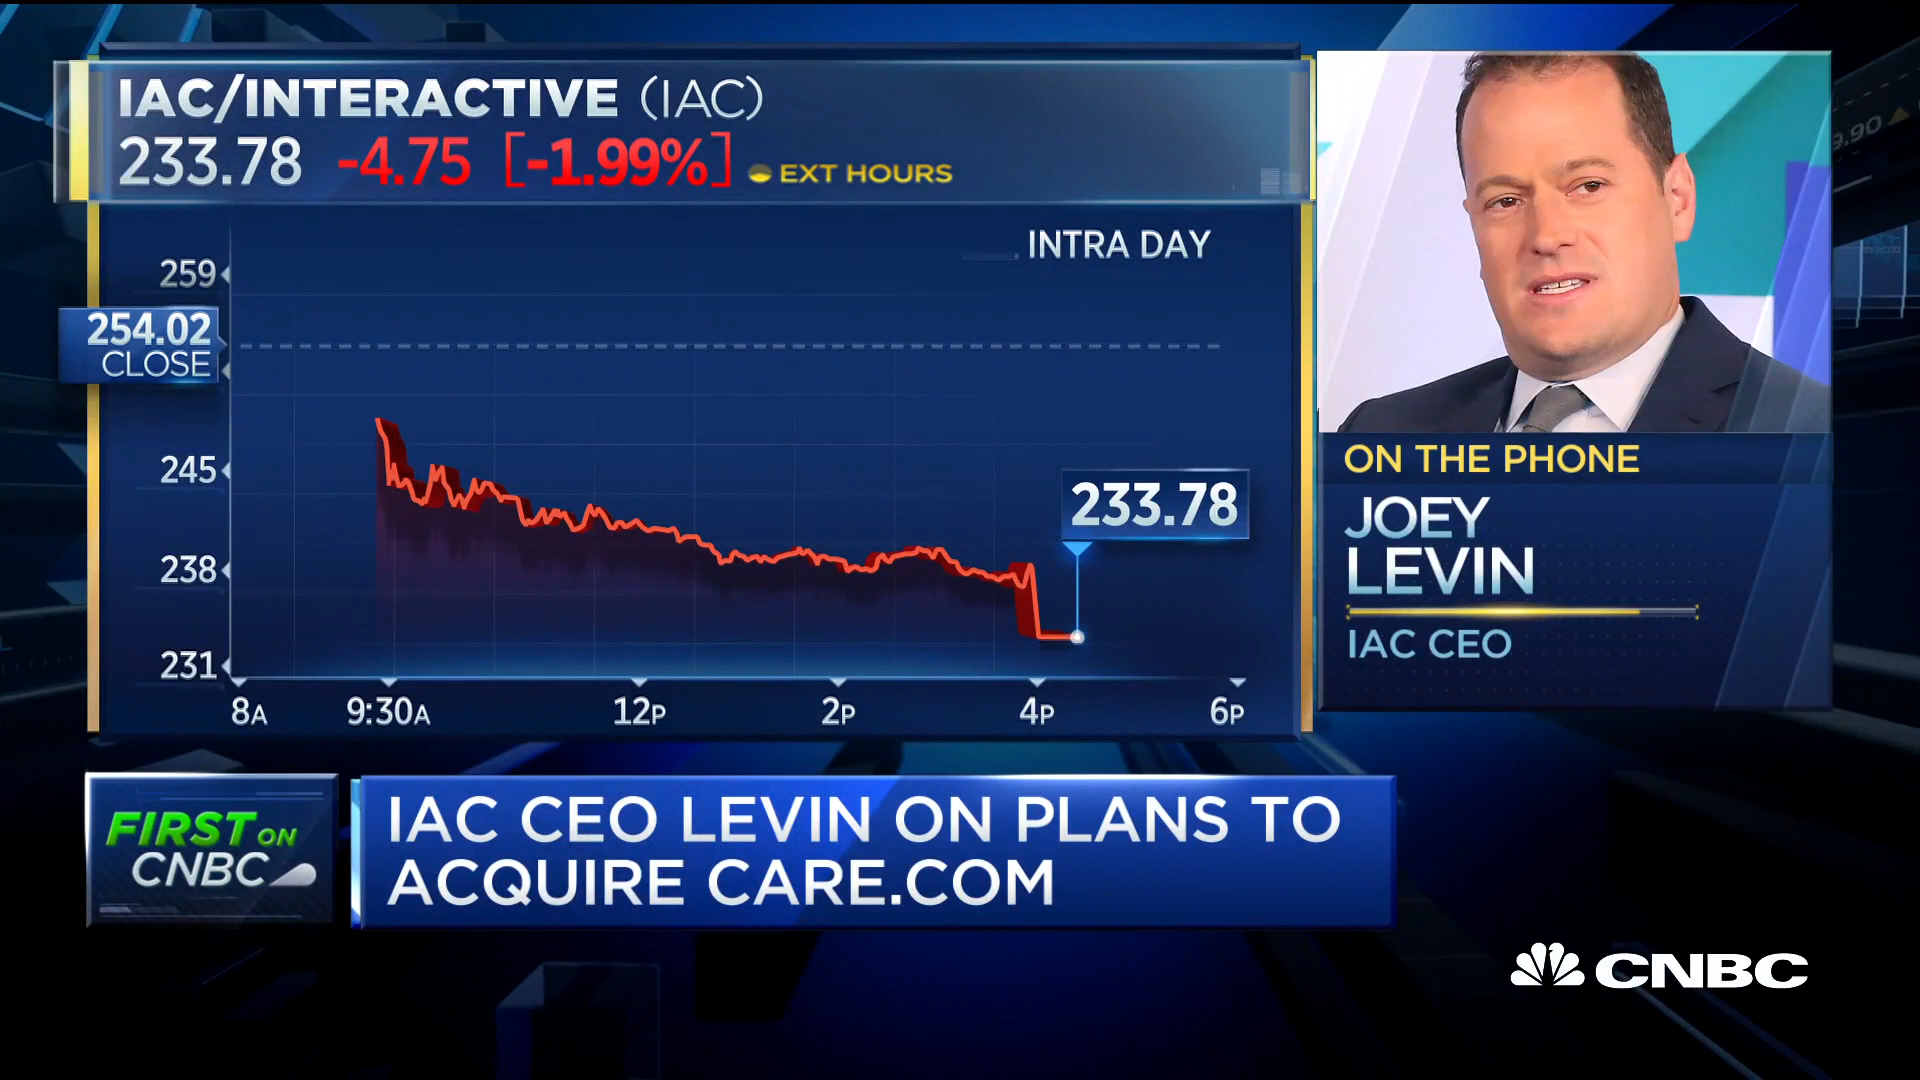 IAC/INTERACTIVE (IAC)
233.78 -4.75 [-1.99%] EXT HOURS
INTRA DAY
259
254.02
CLOSE
245
238
231
233.78
8A 9:30A 12P 2P 4P 6P
ON THE PHONE
JOEY
LEVIN
IAC CEO
FIRST ON
CNBC
IAC CEO LEVIN ON PLANS TO
ACQUIRE CARE.COM
CNBC